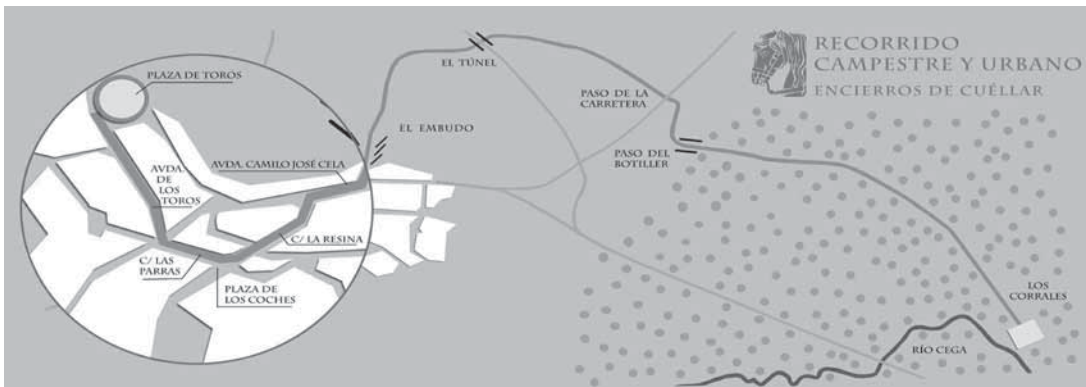 RECORRIDO
CAMPESTRE Y URBANO
ENCIERROS DE CUÉLLAR
PLAZA DE TOROS
EL TÚNEL
PASO DE LA
CARRETERA
EL EMBUDO
PASO DEL
BOTILLER
AVDA. CAMILO JOSÉ CELA
AVDA.
DE
LOS
TOROS
C/ LA RESINA
C/ LAS
PARRAS
PLAZA DE
LOS COCHES
LOS
CORRALES
RÍO CEGA